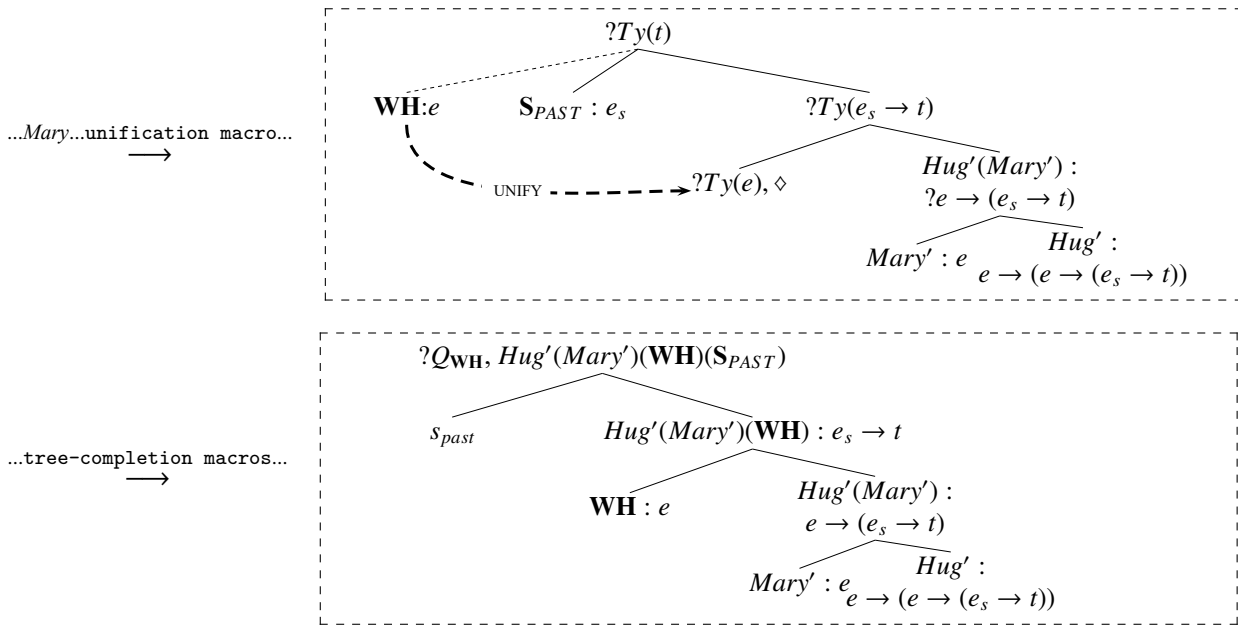 ?Ty(t)
WH:e
S_PAST : e_s
?Ty(e_s → t)
...Mary...unification macro...
⟶
UNIFY
?Ty(e), ◊
Hug′(Mary′) :
?e → (e_s → t)
Mary′ : e
Hug′ :
e → (e → (e_s → t))
?Q_WH, Hug′(Mary′)(WH)(S_PAST)
s_past
Hug′(Mary′)(WH) : e_s → t
...tree-completion macros...
⟶
WH : e
Hug′(Mary′) :
e → (e_s → t)
Mary′ : e
Hug′ :
e → (e → (e_s → t))